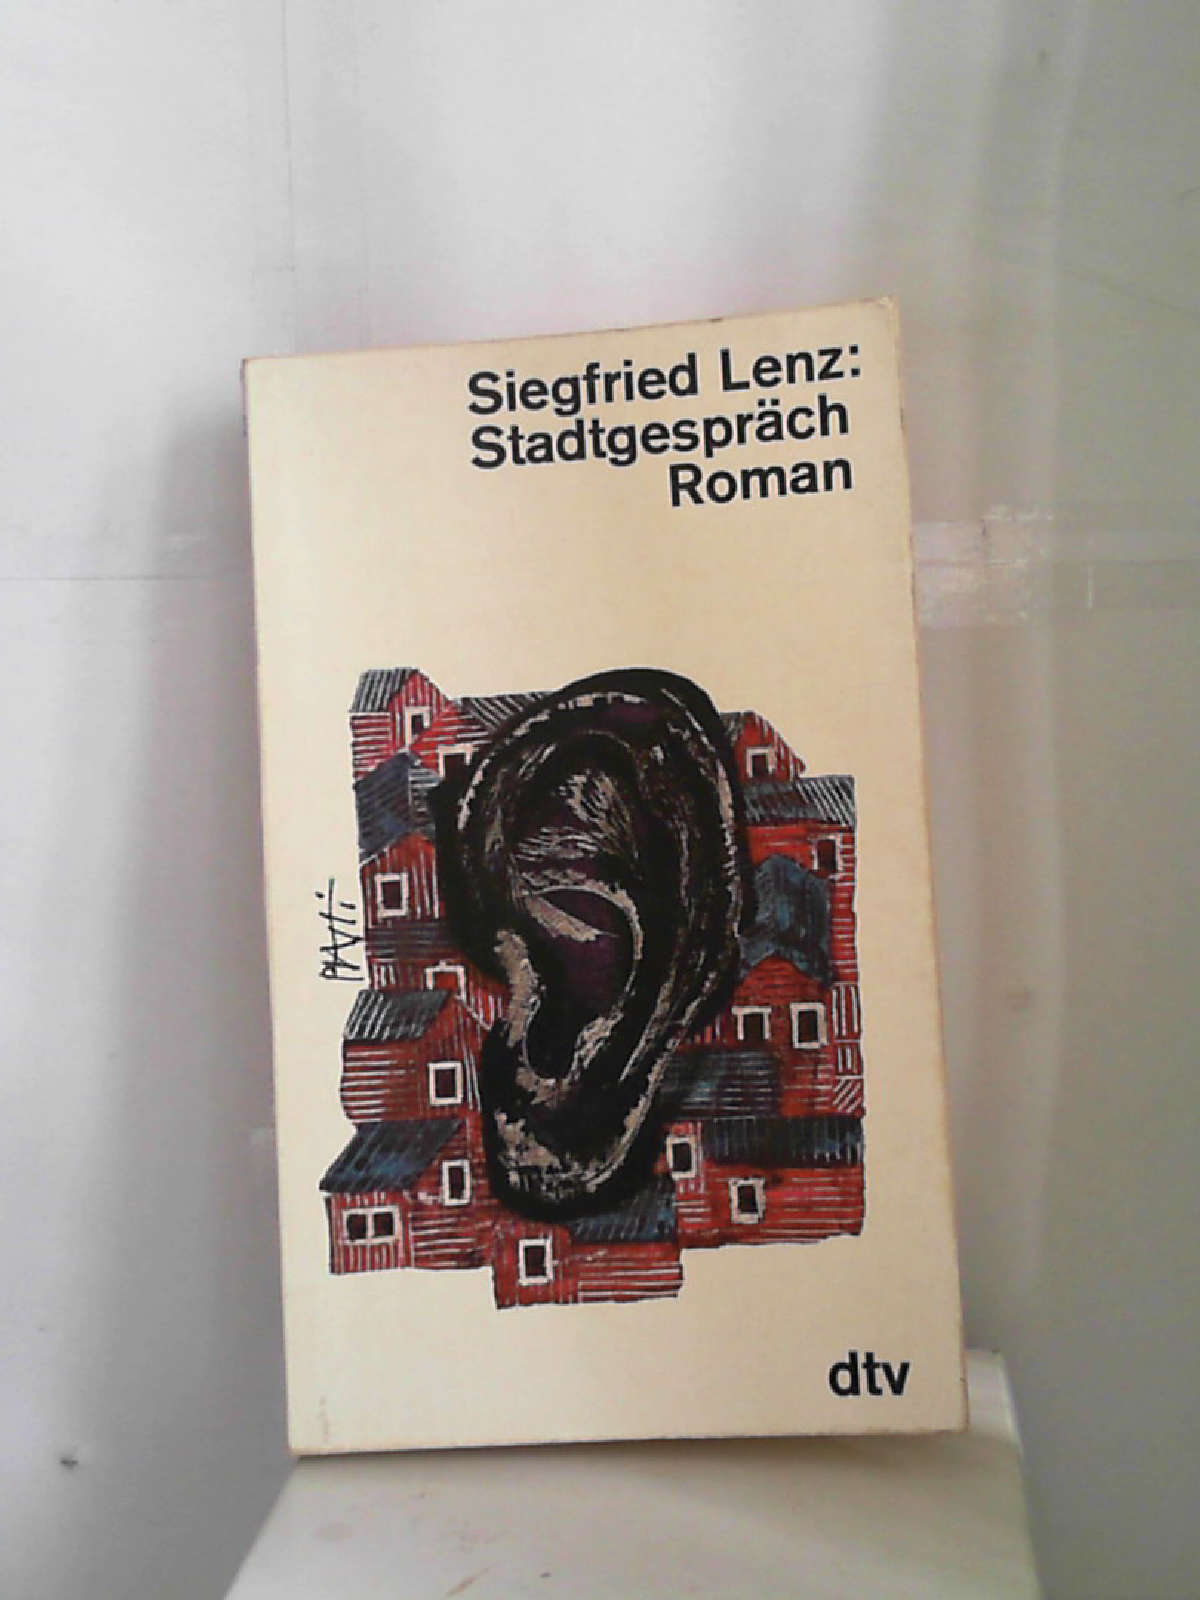 Siegfried Lenz:
Stadtgespräch
Roman
dtv